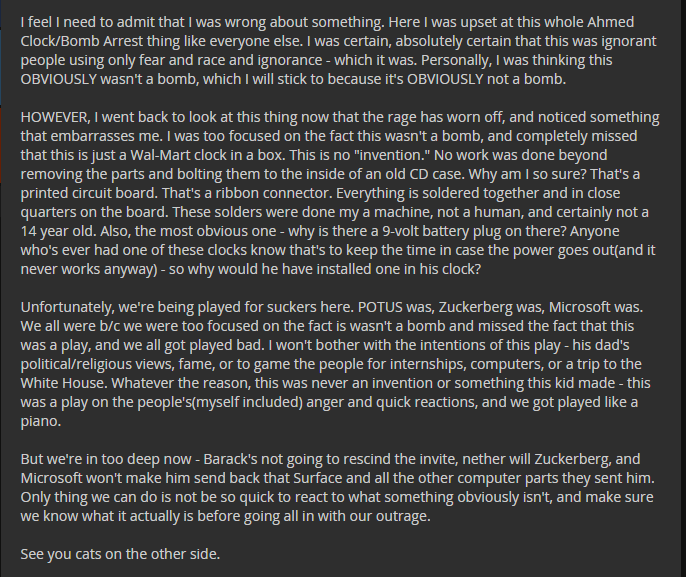 I feel I need to admit that I was wrong about something. Here I was upset at this whole Ahmed
Clock/Bomb Arrest thing like everyone else. I was certain, absolutely certain that this was ignorant
people using only fear and race and ignorance - which it was. Personally, I was thinking this
OBVIOUSLY wasn't a bomb, which I will stick to because it's OBVIOUSLY not a bomb.

HOWEVER, I went back to look at this thing now that the rage has worn off, and noticed something
that embarrasses me. I was too focused on the fact this wasn't a bomb, and completely missed
that this is just a Wal-Mart clock in a box. This is no "invention." No work was done beyond
removing the parts and bolting them to the inside of an old CD case. Why am I so sure? That's a
printed circuit board. That's a ribbon connector. Everything is soldered together and in close
quarters on the board. These solders were done my a machine, not a human, and certainly not a
14 year old. Also, the most obvious one - why is there a 9-volt battery plug on there? Anyone
who's ever had one of these clocks know that's to keep the time in case the power goes out(and it
never works anyway) - so why would he have installed one in his clock?

Unfortunately, we're being played for suckers here. POTUS was, Zuckerberg was, Microsoft was.
We all were b/c we were too focused on the fact is wasn't a bomb and missed the fact that this
was a play, and we all got played bad. I won't bother with the intentions of this play - his dad's
political/religious views, fame, or to game the people for internships, computers, or a trip to the
White House. Whatever the reason, this was never an invention or something this kid made - this
was a play on the people's(myself included) anger and quick reactions, and we got played like a
piano.

But we're in too deep now - Barack's not going to rescind the invite, nether will Zuckerberg, and
Microsoft won't make him send back that Surface and all the other computer parts they sent him.
Only thing we can do is not be so quick to react to what something obviously isn't, and make sure
we know what it actually is before going all in with our outrage.

See you cats on the other side.